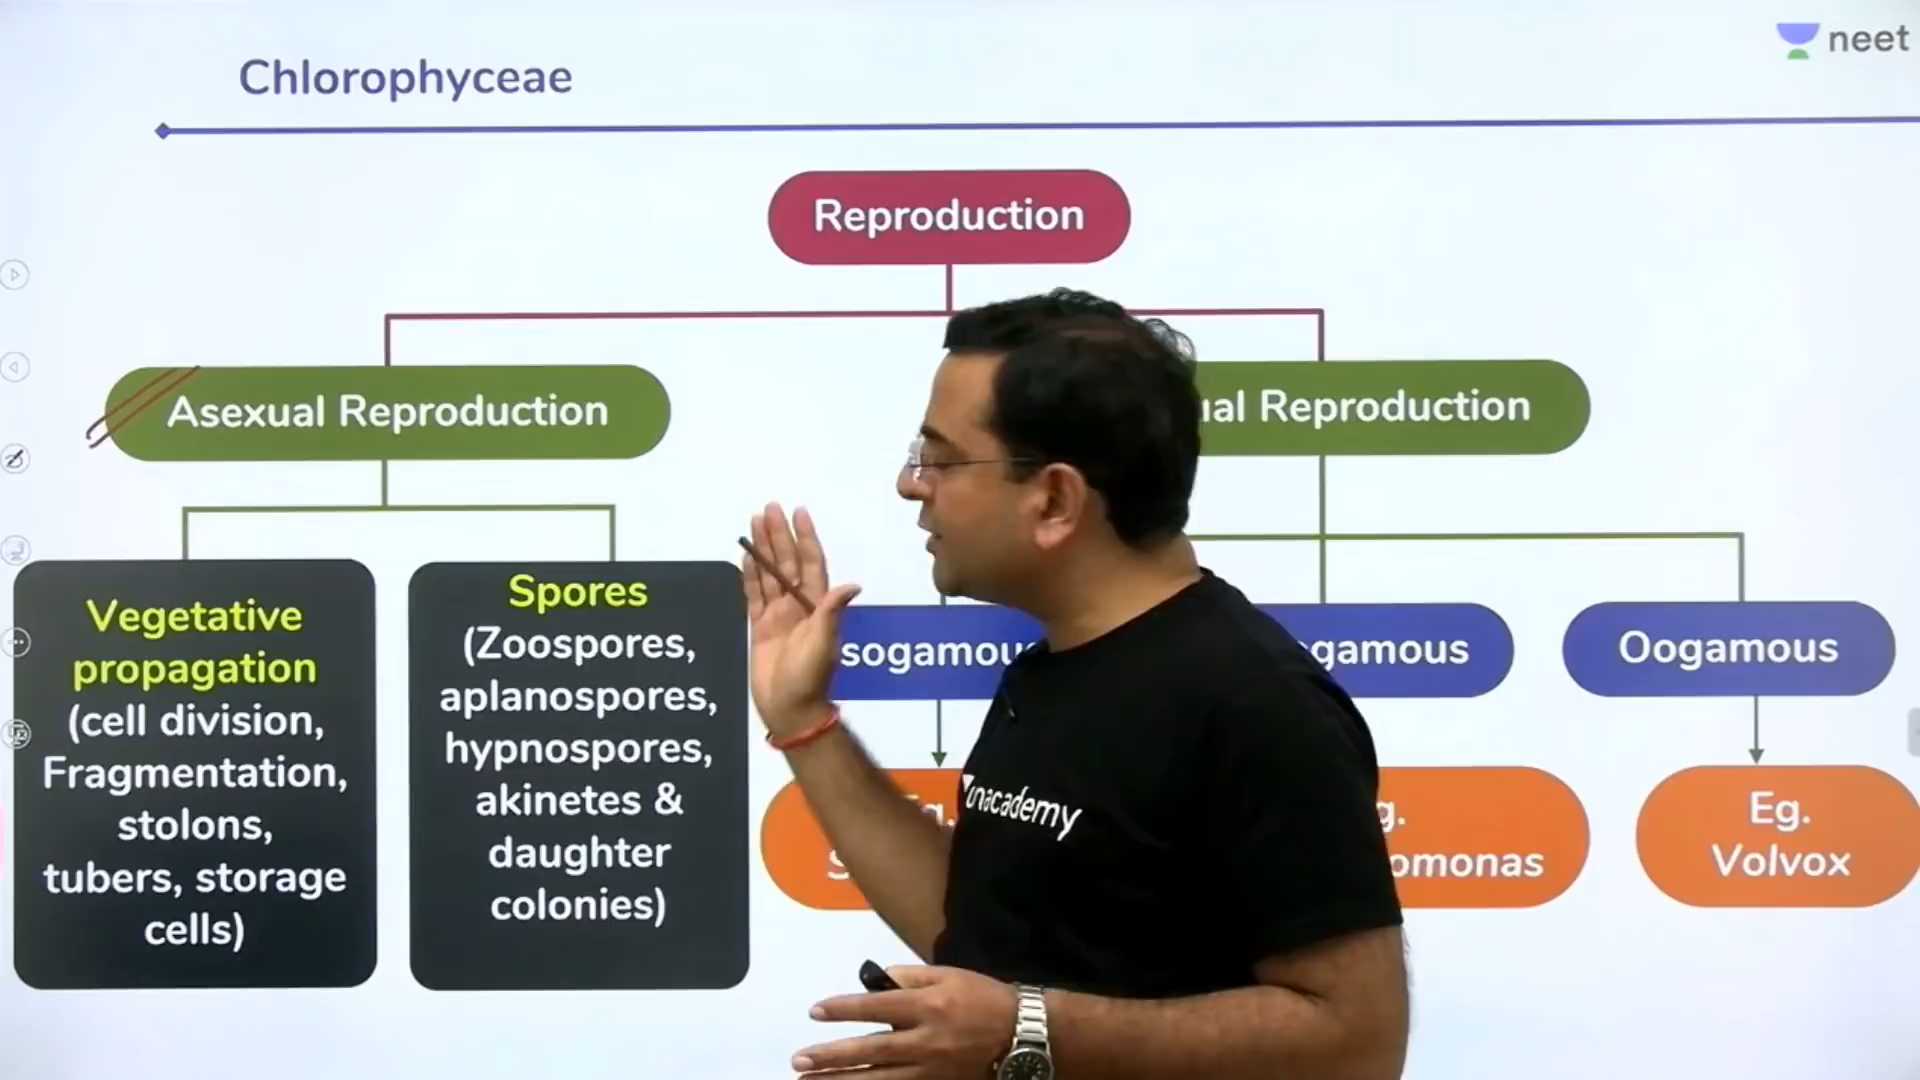 Chlorophyceae
neet
Reproduction
Asexual Reproduction
ual Reproduction
Vegetative
propagation
(cell division,
Fragmentation,
stolons,
tubers, storage
cells)
Spores
(Zoospores,
aplanospores,
hypnospores,
akinetes &
daughter
colonies)
sogamou
gamous
Oogamous
g.
omonas
Eg.
Volvox
unacademy